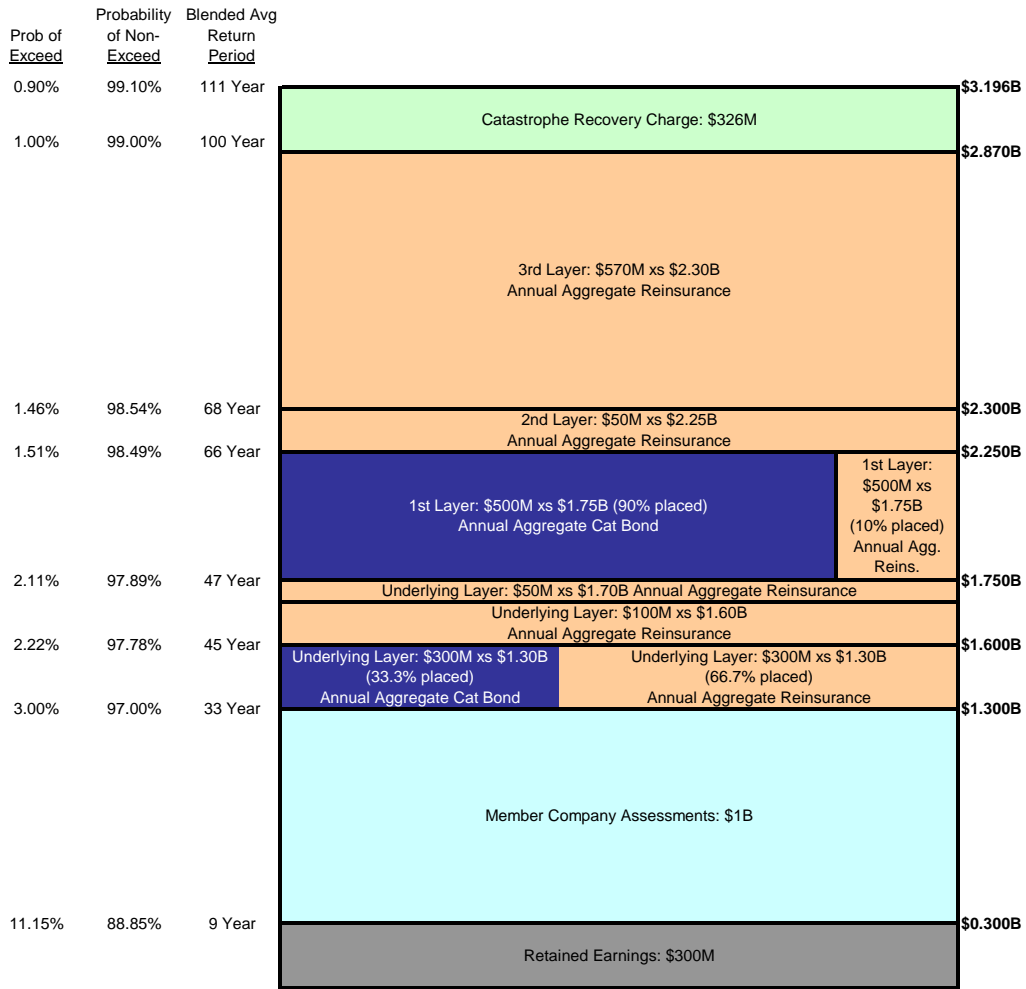 Probability Blended Avg
Prob of of Non- Return
Exceed Exceed Period
0.90% 99.10% 111 Year $3.196B
Catastrophe Recovery Charge: $326M
1.00% 99.00% 100 Year $2.870B
3rd Layer: $570M xs $2.30B
Annual Aggregate Reinsurance
1.46% 98.54% 68 Year $2.300B
2nd Layer: $50M xs $2.25B
Annual Aggregate Reinsurance
1.51% 98.49% 66 Year $2.250B
1st Layer: $500M xs $1.75B (90% placed)
Annual Aggregate Cat Bond
1st Layer:
$500M xs
$1.75B
(10% placed)
Annual Agg.
Reins.
2.11% 97.89% 47 Year $1.750B
Underlying Layer: $50M xs $1.70B Annual Aggregate Reinsurance
Underlying Layer: $100M xs $1.60B
Annual Aggregate Reinsurance
2.22% 97.78% 45 Year $1.600B
Underlying Layer: $300M xs $1.30B
(33.3% placed)
Annual Aggregate Cat Bond
Underlying Layer: $300M xs $1.30B
(66.7% placed)
Annual Aggregate Reinsurance
3.00% 97.00% 33 Year $1.300B
Member Company Assessments: $1B
11.15% 88.85% 9 Year $0.300B
Retained Earnings: $300M